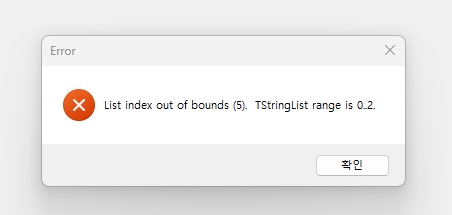 Error
List index out of bounds (5).  TStringList range is 0..2.
확인